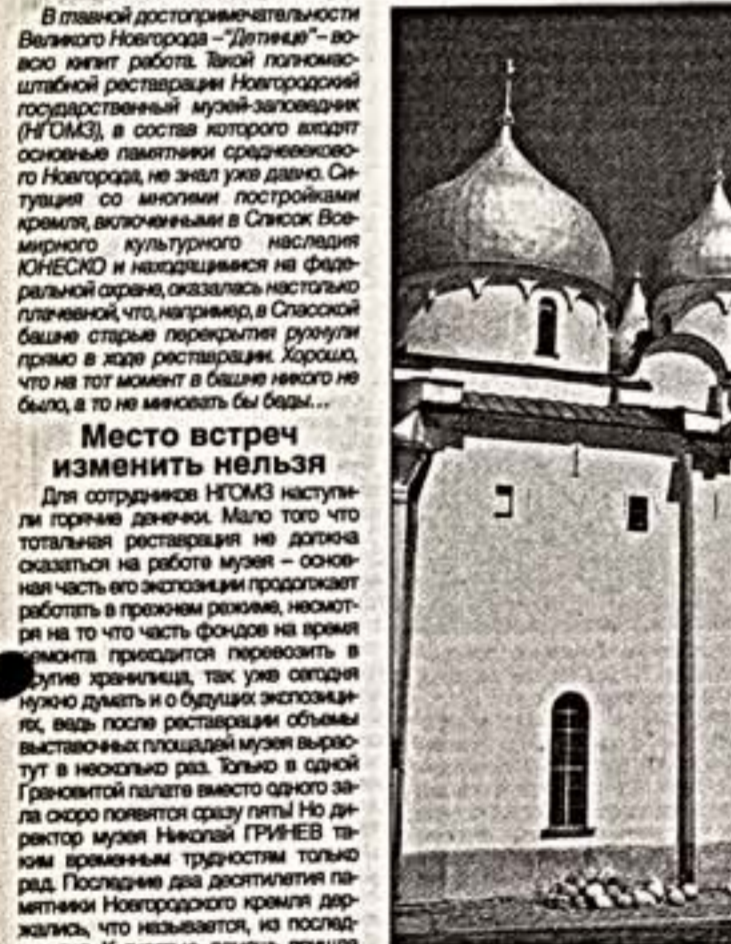 В главной достопримечательности
Великого Новгорода –"Детинце"– во-
всю кипит работа. Такой полномас-
штабной реставрации Новгородский
государственный музей-заповедник
(НГОМЗ), в состав которого входят
основные памятники средневеково-
го Новгорода, не знал уже давно. Си-
туация со многими постройками
кремля, включенными в Список Все-
мирного культурного наследия
ЮНЕСКО и находящимися на феде-
ральной охране, оказалась настолько
плачевной, что, например, в Спасской
башне старые перекрытия рухнули
прямо в ходе реставрации. Хорошо,
что на тот момент в башне никого не
было, а то не миновать бы беды...
Место встреч
изменить нельзя
Для сотрудников НГОМЗ наступи-
ли горячие денечки. Мало того что
тотальная реставрация не должна
сказаться на работе музея – основ-
ная часть его экспозиции продолжает
работать в прежнем режиме, несмот-
ря на то что часть фондов на время
ремонта приходится перевозить в
другие хранилища, так уже сегодня
нужно думать и о будущих экспозици-
ях, ведь после реставрации объемы
выставочных площадей музея вырас-
тут в несколько раз. Только в одной
Грановитой палате вместо одного за-
ла скоро появятся сразу пять! Но ди-
ректор музея Николай ГРИНЕВ та-
ким временным трудностям только
рад. Последние два десятилетия па-
мятники Новгородского кремля дер-
жались, что называется, из послед-